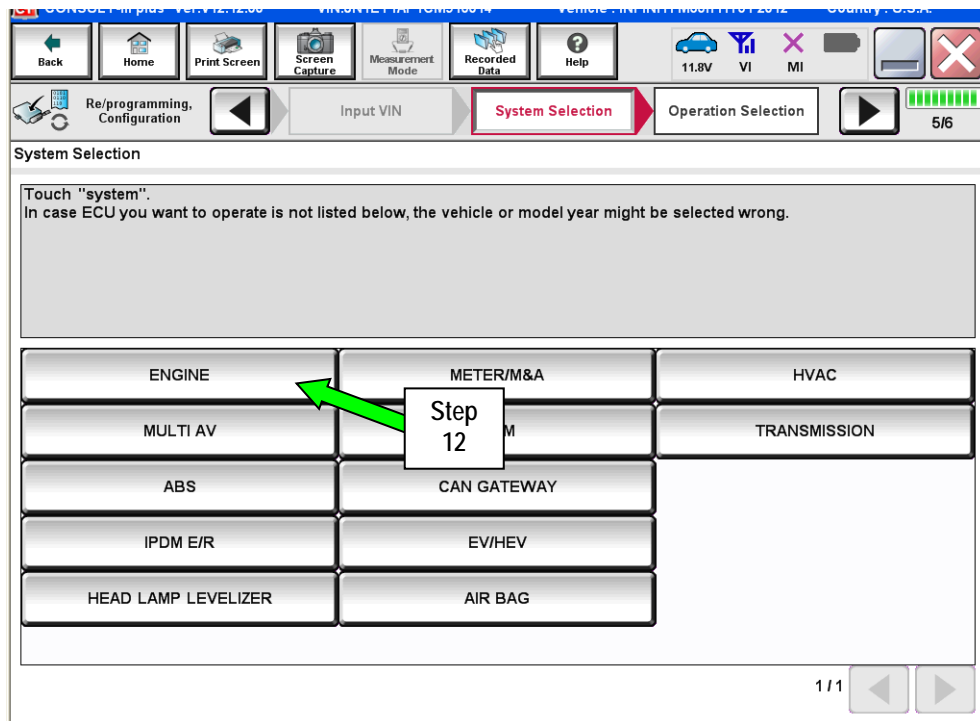 Back
Home
Print Screen
Screen
Capture
Measurement
Mode
Recorded
Data
Help
11.8V
VI
MI
Re/programming,
Configuration
Input VIN
System Selection
Operation Selection
5/6
System Selection
Touch "system".
In case ECU you want to operate is not listed below, the vehicle or model year might be selected wrong.
ENGINE
METER/M&A
HVAC
Step
12
MULTI AV
M
TRANSMISSION
ABS
CAN GATEWAY
IPDM E/R
EV/HEV
HEAD LAMP LEVELIZER
AIR BAG
1/1